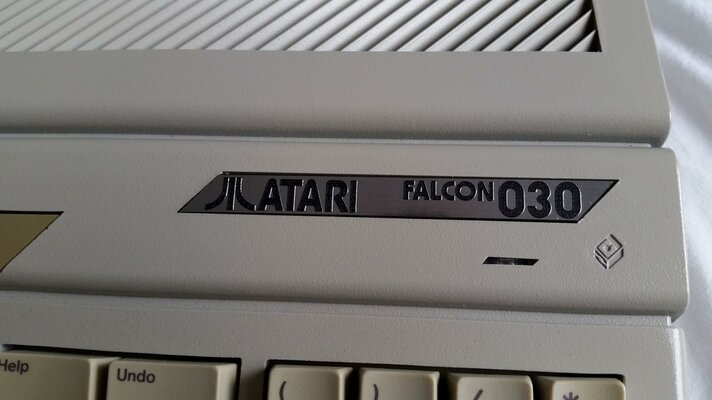 ATARI FALCON030
Help Undo ( ) / *